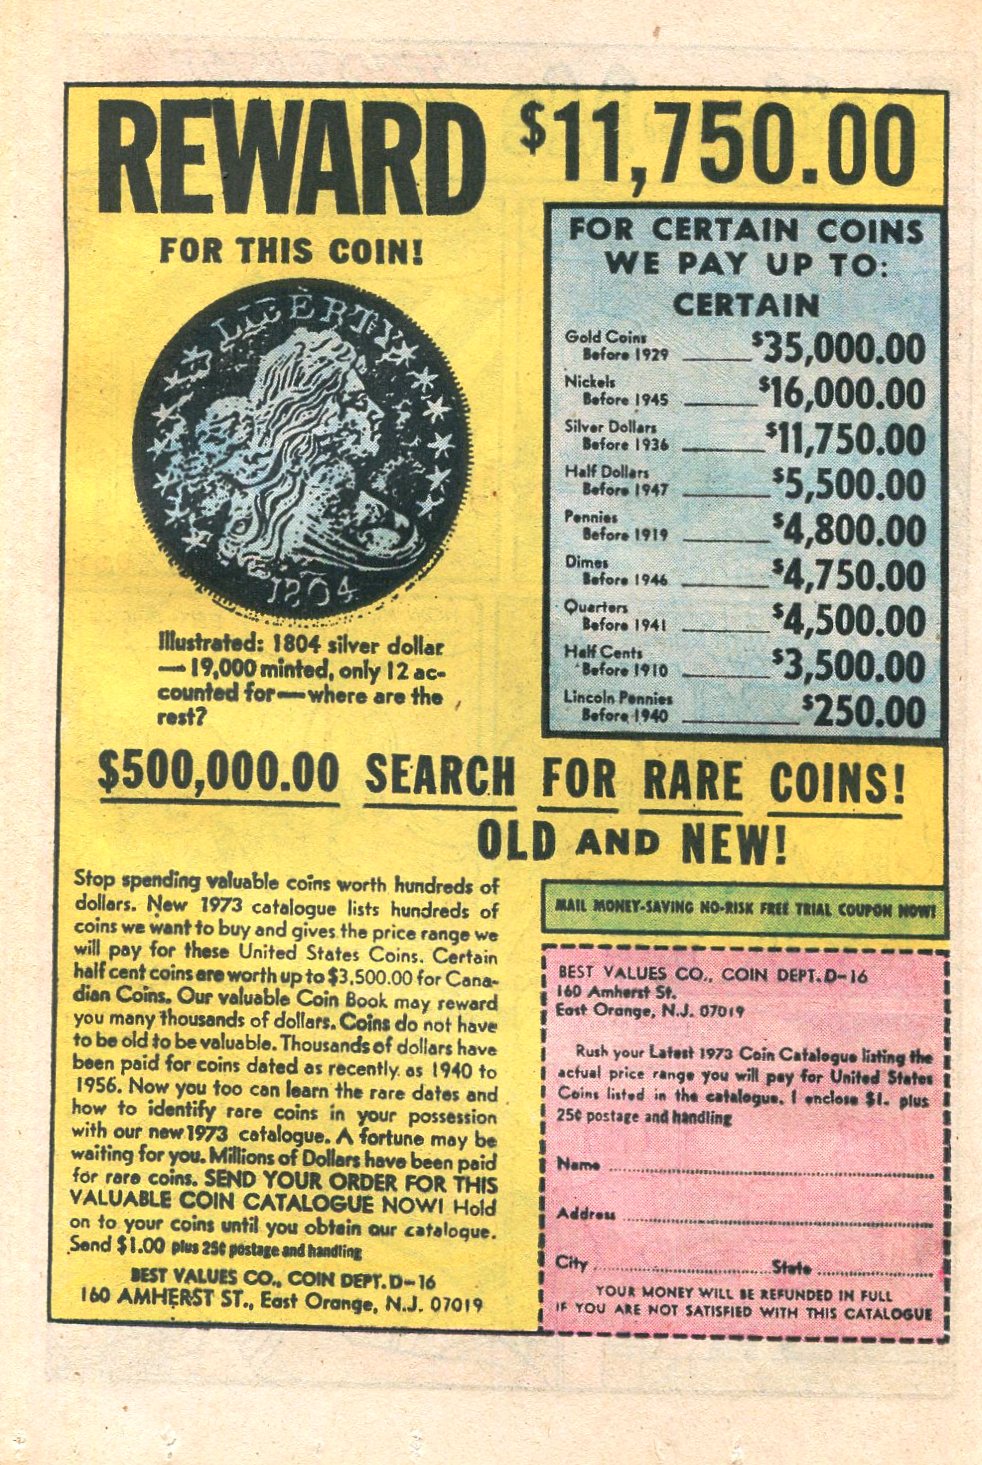 REWARD $11,750.00
FOR THIS COIN!
LIBERTY
1804
Illustrated: 1804 silver dollar
— 19,000 minted, only 12 ac-
counted for — where are the
rest?
FOR CERTAIN COINS
WE PAY UP TO:
CERTAIN
Gold Coins
Before 1929 $35,000.00
Nickels
Before 1945 $16,000.00
Silver Dollars
Before 1936 $11,750.00
Half Dollars
Before 1947 $5,500.00
Pennies
Before 1919 $4,800.00
Dimes
Before 1946 $4,750.00
Quarters
Before 1941 $4,500.00
Half Cents
Before 1910 $3,500.00
Lincoln Pennies
Before 1940 $250.00
$500,000.00 SEARCH FOR RARE COINS!
OLD AND NEW!
Stop spending valuable coins worth hundreds of
dollars. New 1973 catalogue lists hundreds of
coins we want to buy and gives the price range we
will pay for these United States Coins. Certain
half cent coins are worth up to $3,500.00 for Cana-
dian Coins. Our valuable Coin Book may reward
you many thousands of dollars. Coins do not have
to be old to be valuable. Thousands of dollars have
been paid for coins dated as recently as 1940 to
1956. Now you too can learn the rare dates and
how to identify rare coins in your possession
with our new 1973 catalogue. A fortune may be
waiting for you. Millions of Dollars have been paid
for rare coins. SEND YOUR ORDER FOR THIS
VALUABLE COIN CATALOGUE NOW! Hold
on to your coins until you obtain our catalogue.
Send $1.00 plus 25¢ postage and handling
BEST VALUES CO., COIN DEPT. D-16
160 AMHERST ST., East Orange, N.J. 07019
MAIL MONEY-SAVING NO-RISK FREE TRIAL COUPON NOW!
BEST VALUES CO., COIN DEPT. D-16
160 Amherst St.
East Orange, N.J. 07019
Rush your Latest 1973 Coin Catalogue listing the
actual price range you will pay for United States
Coins listed in the catalogue. I enclose $1. plus
25¢ postage and handling
Name
Address
City State
YOUR MONEY WILL BE REFUNDED IN FULL
IF YOU ARE NOT SATISFIED WITH THIS CATALOGUE